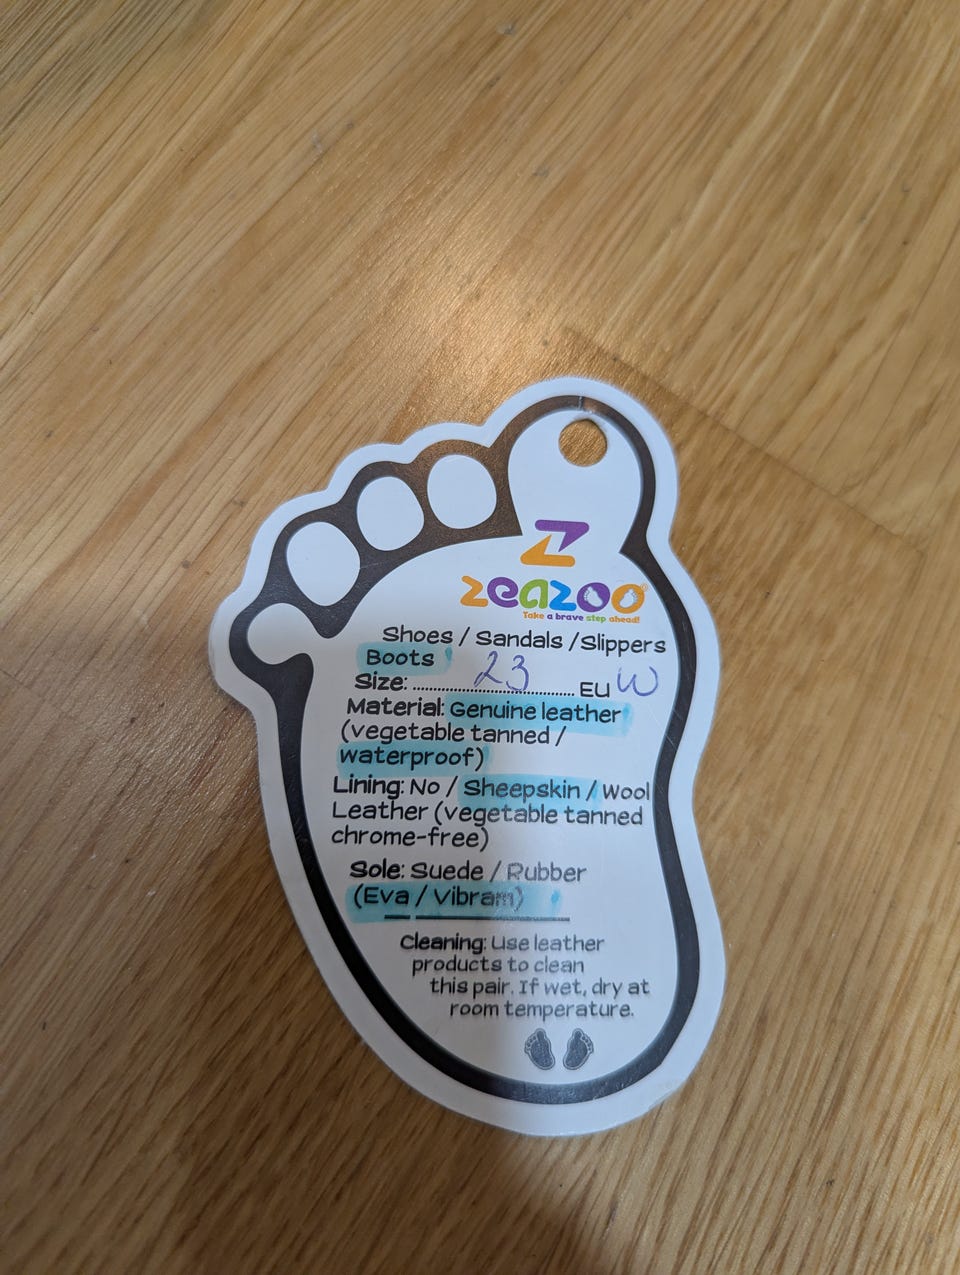 Z
zeazoo
Take a brave step ahead!
Shoes / Sandals / Slippers
Boots
Size: ........23........ EU W
Material: Genuine leather
(vegetable tanned /
waterproof)
Lining: No / Sheepskin / Wool
Leather (vegetable tanned
chrome-free)
Sole: Suede / Rubber
(Eva / Vibram)
Cleaning: Use leather
products to clean
this pair. If wet, dry at
room temperature.